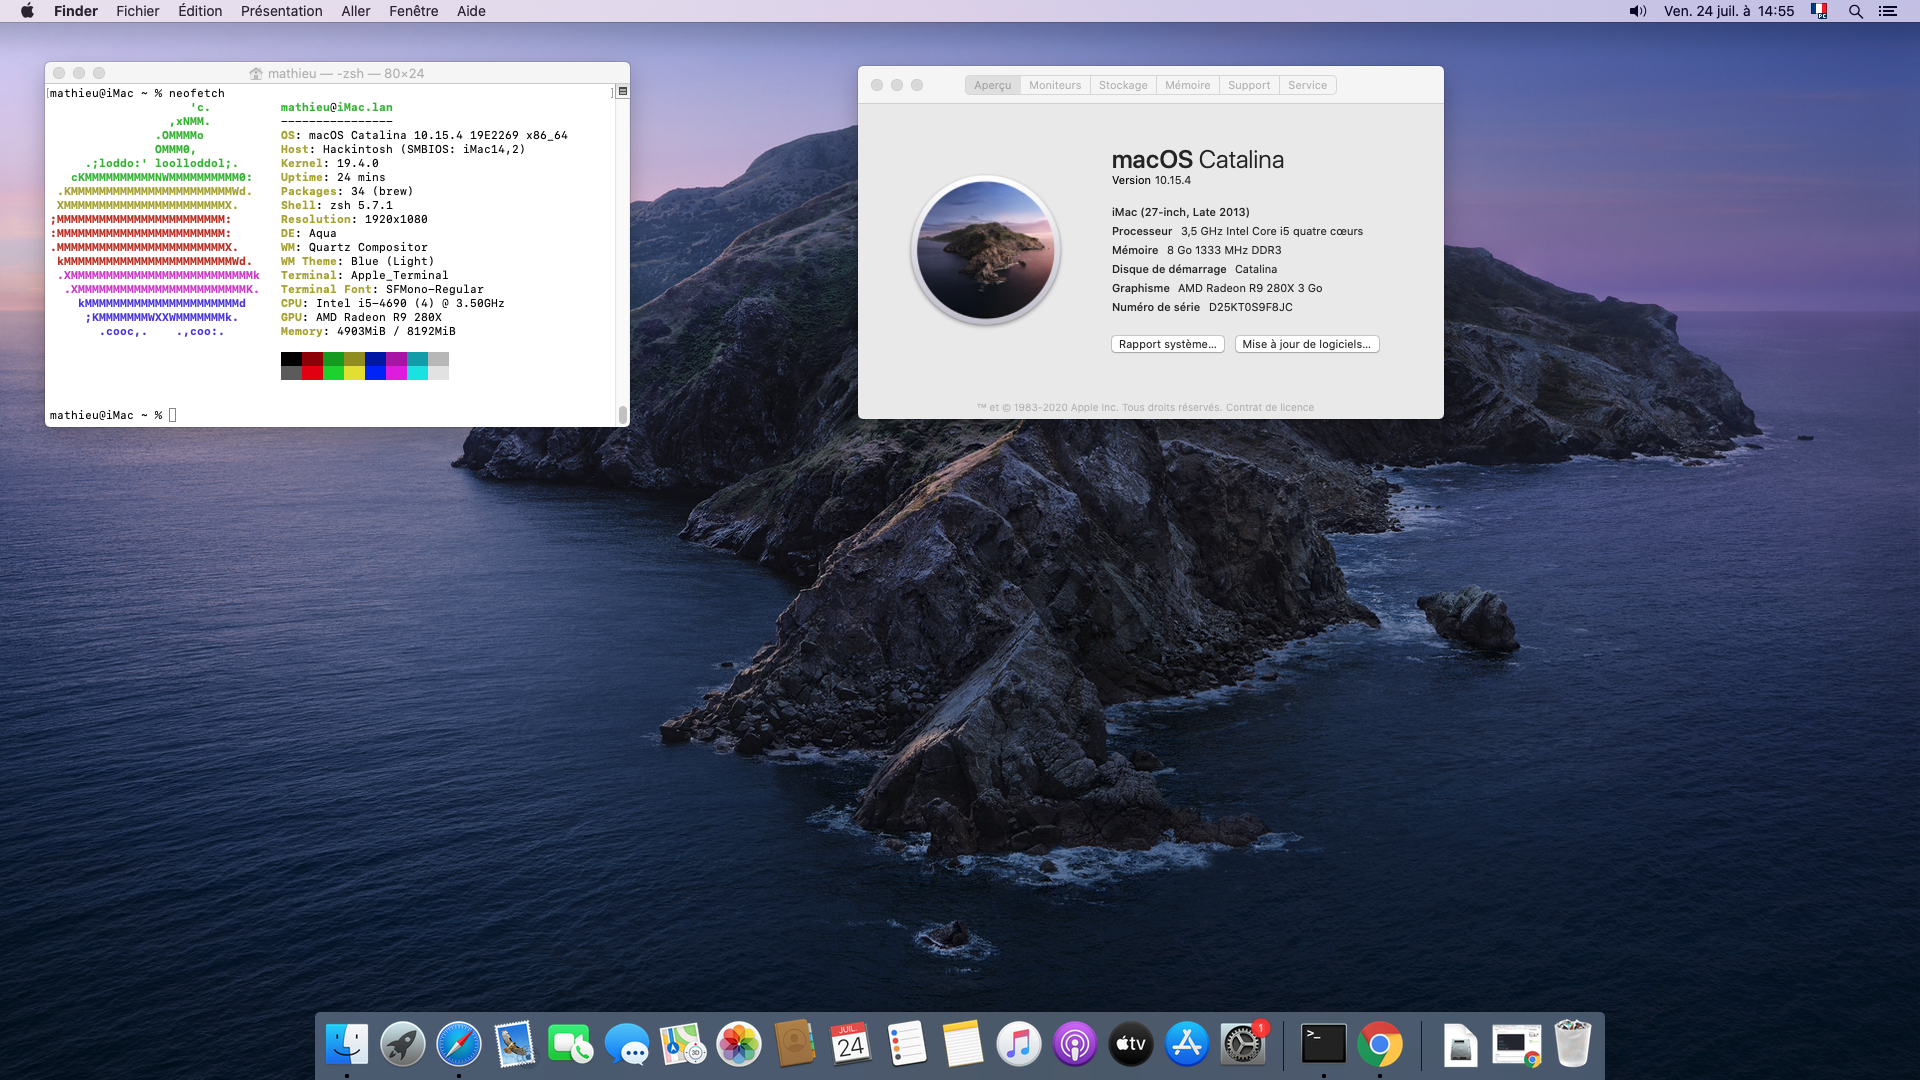 Finder Fichier Édition Présentation Aller Fenêtre Aide
Ven. 24 juil. à 14:55
mathieu — -zsh — 80×24
[mathieu@iMac ~ % neofetch ]
'c. mathieu@iMac.lan
,xNMM. ----------------
.OMMMMo OS: macOS Catalina 10.15.4 19E2269 x86_64
OMMM0, Host: Hackintosh (SMBIOS: iMac14,2)
.;loddo:' loolloddol;. Kernel: 19.4.0
cKMMMMMMMMMMNWMMMMMMMMMM0: Uptime: 24 mins
.KMMMMMMMMMMMMMMMMMMMMMMMWd. Packages: 34 (brew)
XMMMMMMMMMMMMMMMMMMMMMMMX. Shell: zsh 5.7.1
;MMMMMMMMMMMMMMMMMMMMMMMM: Resolution: 1920x1080
:MMMMMMMMMMMMMMMMMMMMMMMM: DE: Aqua
.MMMMMMMMMMMMMMMMMMMMMMMMX. WM: Quartz Compositor
kMMMMMMMMMMMMMMMMMMMMMMMMWd. WM Theme: Blue (Light)
.XMMMMMMMMMMMMMMMMMMMMMMMMMMk Terminal: Apple_Terminal
.XMMMMMMMMMMMMMMMMMMMMMMMMK. Terminal Font: SFMono-Regular
kMMMMMMMMMMMMMMMMMMMMMMd CPU: Intel i5-4690 (4) @ 3.50GHz
;KMMMMMMMWXXWMMMMMMMk. GPU: AMD Radeon R9 280X
.cooc,. .,coo:. Memory: 4903MiB / 8192MiB
mathieu@iMac ~ %
Aperçu Moniteurs Stockage Mémoire Support Service
macOS Catalina
Version 10.15.4
iMac (27-inch, Late 2013)
Processeur 3,5 GHz Intel Core i5 quatre cœurs
Mémoire 8 Go 1333 MHz DDR3
Disque de démarrage Catalina
Graphisme AMD Radeon R9 280X 3 Go
Numéro de série D25KT0S9F8JC
Rapport système... Mise à jour de logiciels...
™ et © 1983-2020 Apple Inc. Tous droits réservés. Contrat de licence
JUIL.
24
3D
tv
1
>_